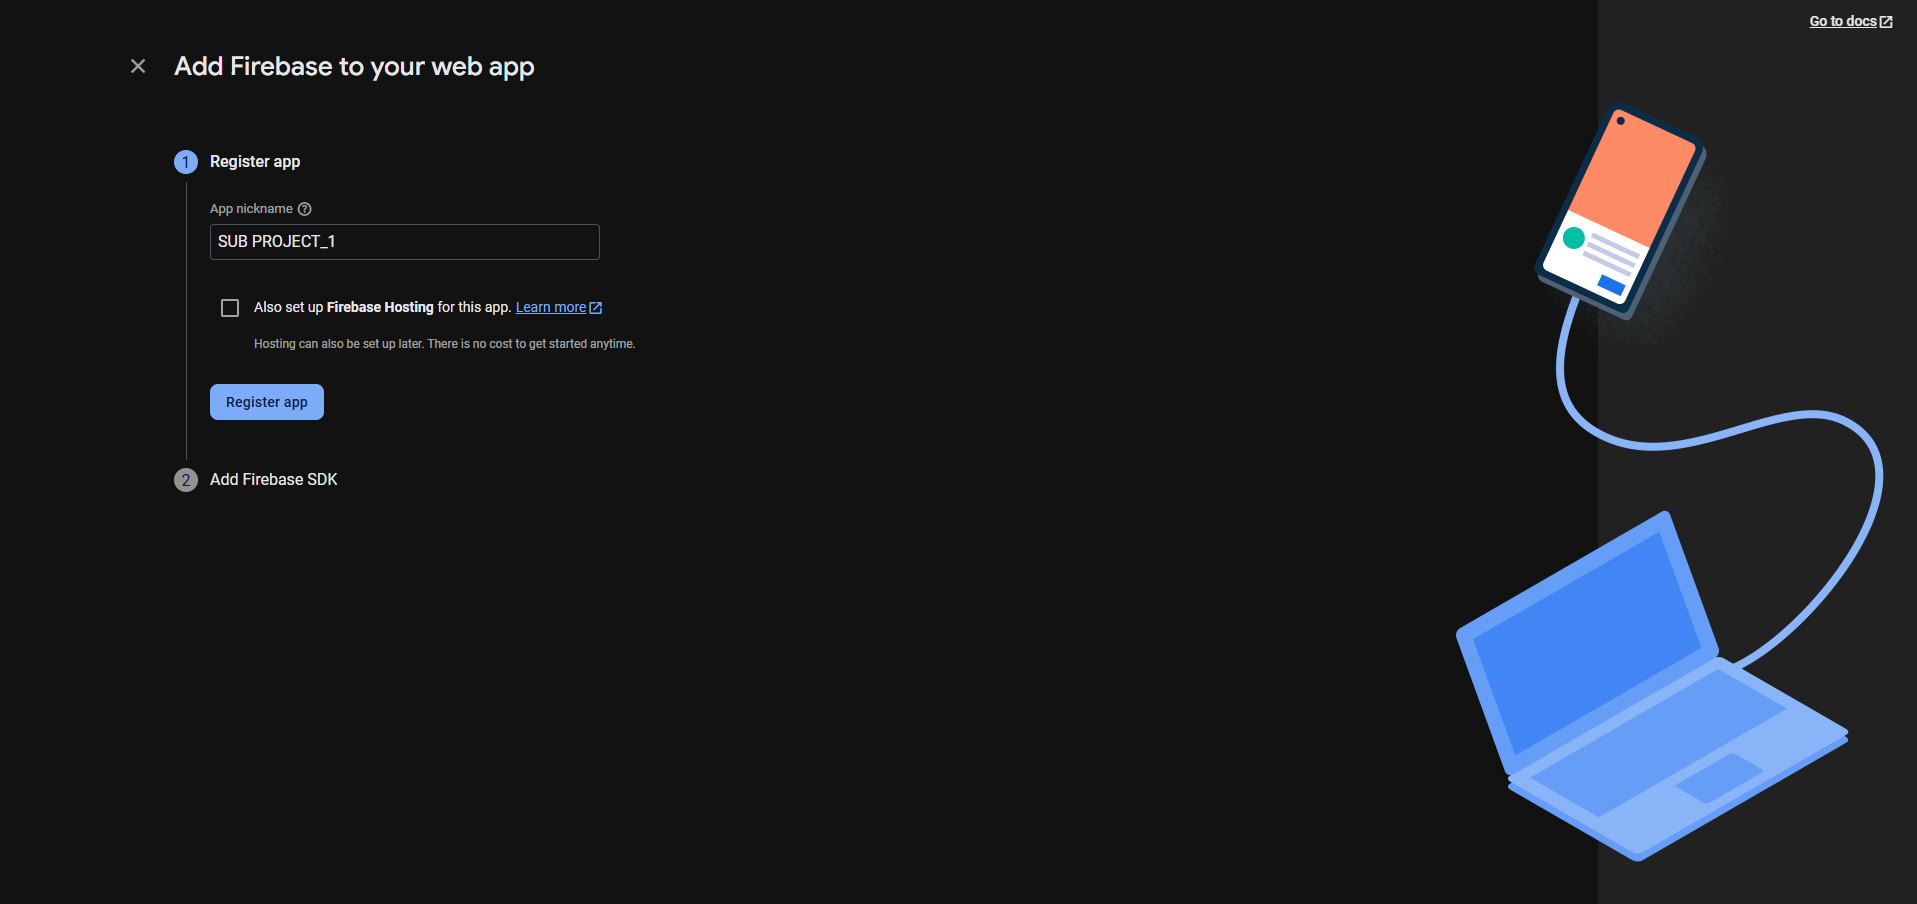 Go to docs
Add Firebase to your web app
1 Register app
App nickname
SUB PROJECT_1
Also set up Firebase Hosting for this app. Learn more
Hosting can also be set up later. There is no cost to get started anytime.
Register app
2 Add Firebase SDK